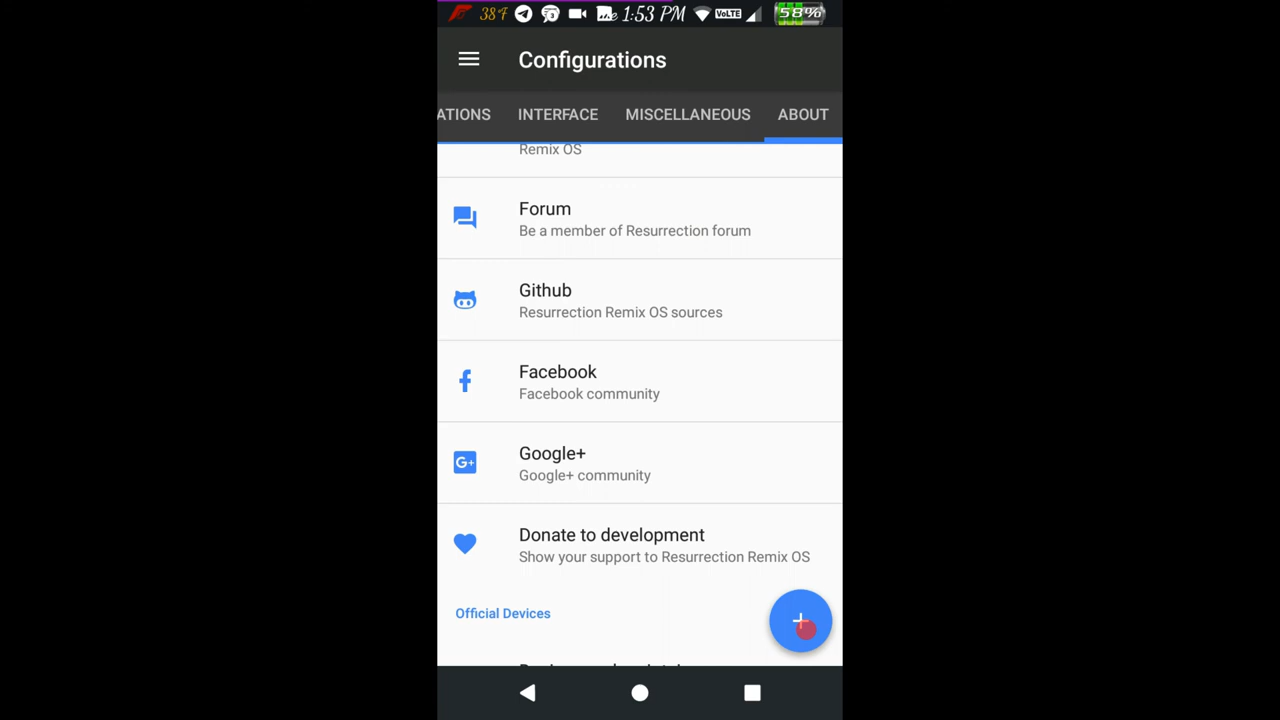 387 1:53 PM VoLTE 58%
Configurations
ATIONS INTERFACE MISCELLANEOUS ABOUT
Remix OS
Forum
Be a member of Resurrection forum
Github
Resurrection Remix OS sources
Facebook
Facebook community
G+
Google+
Google+ community
Donate to development
Show your support to Resurrection Remix OS
Official Devices